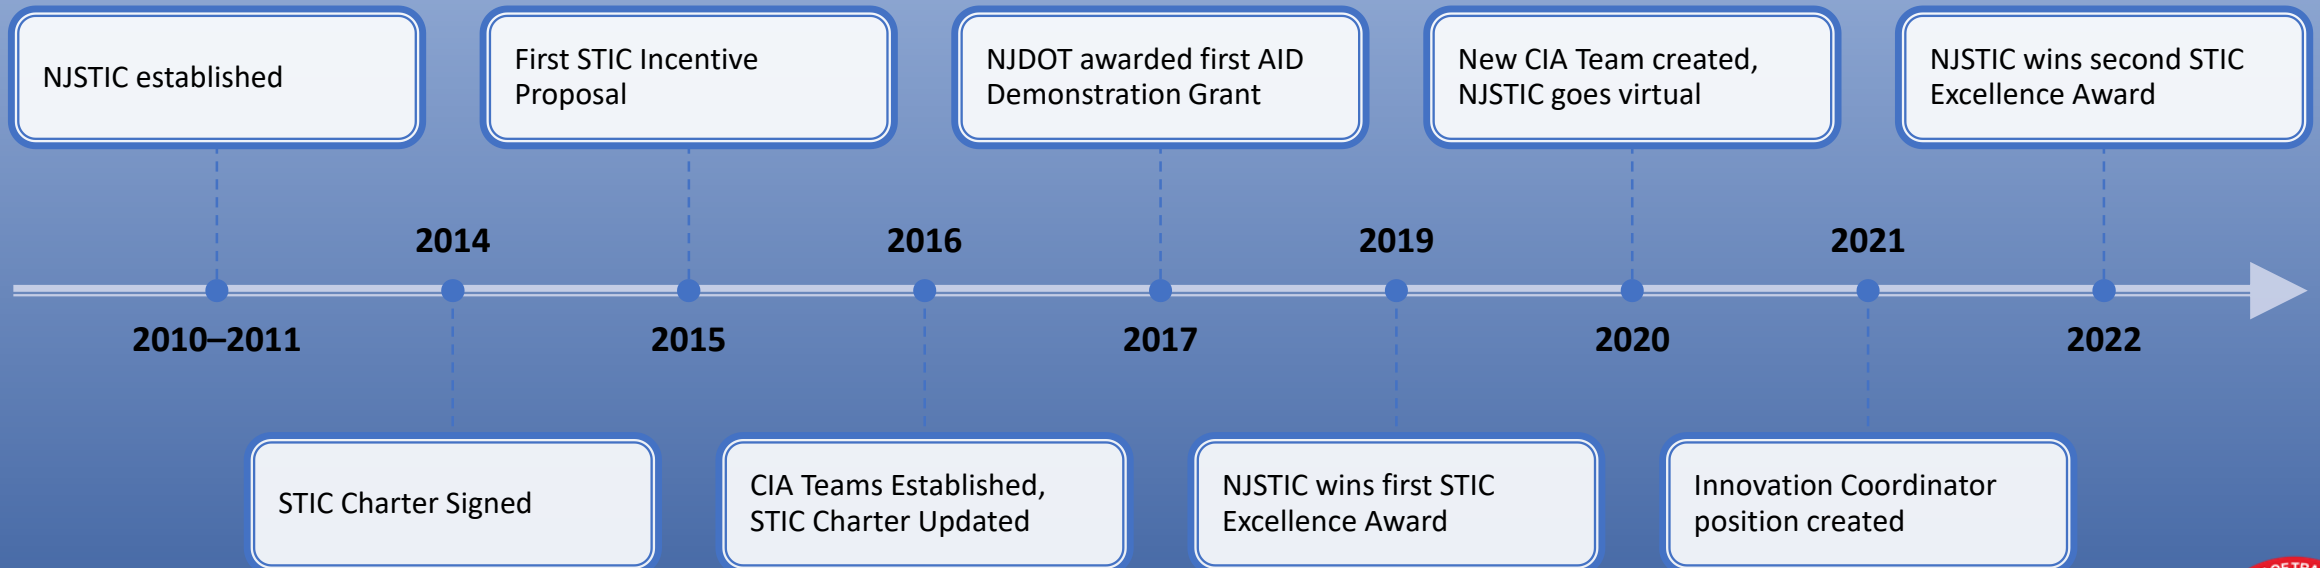 NJSTIC established
First STIC Incentive
Proposal
NJDOT awarded first AID
Demonstration Grant
New CIA Team created,
NJSTIC goes virtual
NJSTIC wins second STIC
Excellence Award
2014
2016
2019
2021
2010–2011
2015
2017
2020
2022
STIC Charter Signed
CIA Teams Established,
STIC Charter Updated
NJSTIC wins first STIC
Excellence Award
Innovation Coordinator
position created